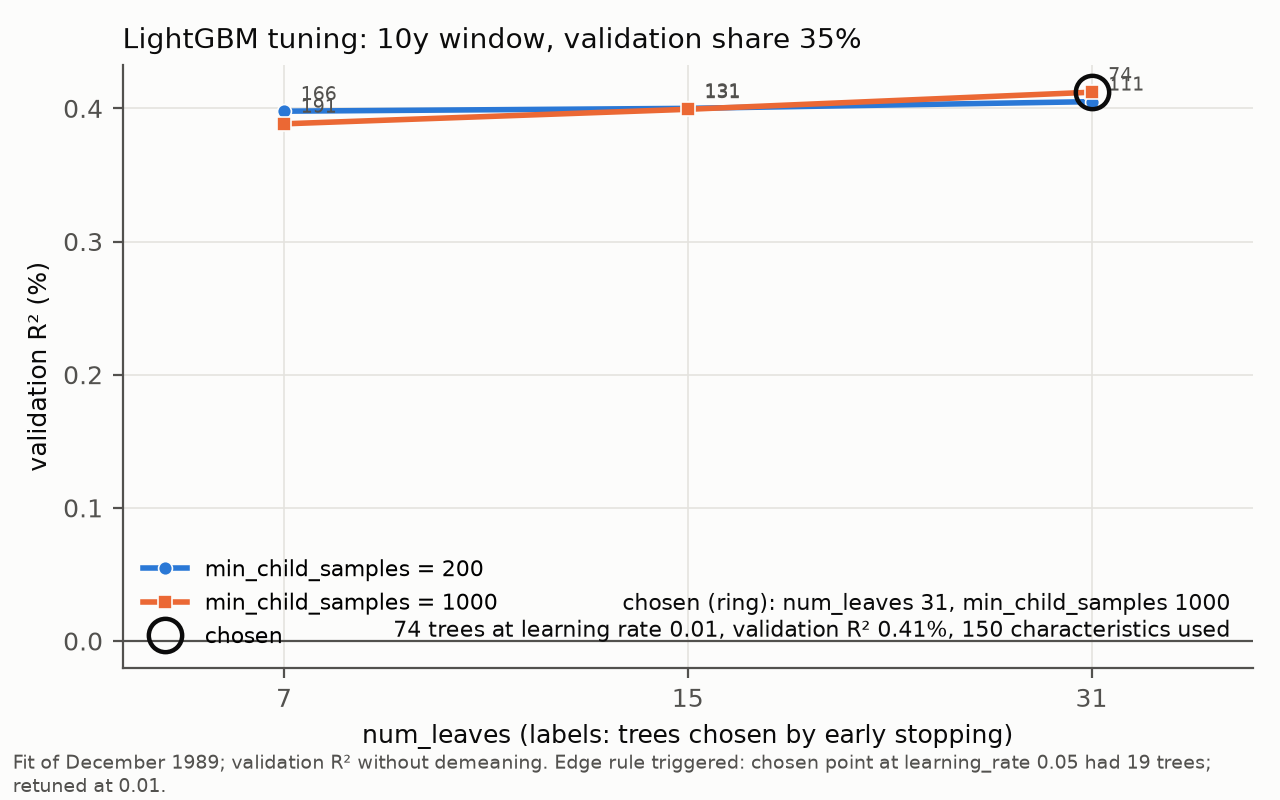 LightGBM tuning: 10y window, validation share 35%
74
111
166
191
131
131
0.4
0.3
0.2
0.1
0.0
validation R² (%)
min_child_samples = 200
min_child_samples = 1000
chosen
chosen (ring): num_leaves 31, min_child_samples 1000
74 trees at learning rate 0.01, validation R² 0.41%, 150 characteristics used
7
15
31
num_leaves (labels: trees chosen by early stopping)
Fit of December 1989; validation R² without demeaning. Edge rule triggered: chosen point at learning_rate 0.05 had 19 trees;
retuned at 0.01.